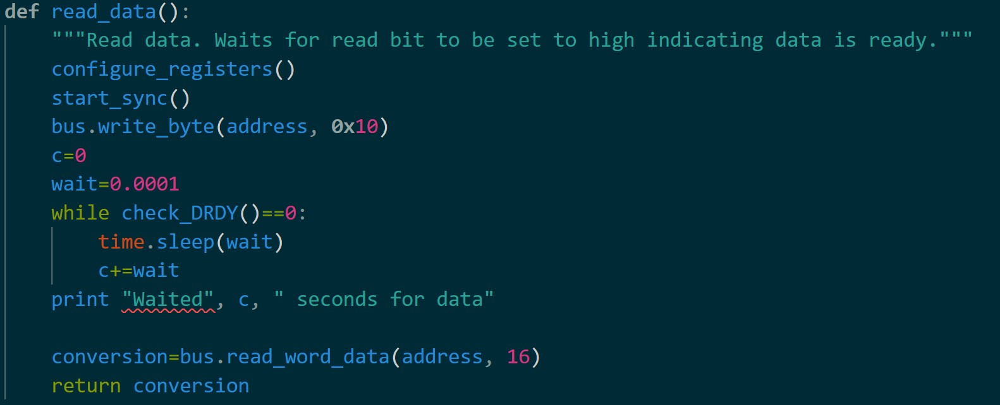 def read_data():
    """Read data. Waits for read bit to be set to high indicating data is ready."""
    configure_registers()
    start_sync()
    bus.write_byte(address, 0x10)
    c=0
    wait=0.0001
    while check_DRDY()==0:
        time.sleep(wait)
        c+=wait
    print "Waited", c, " seconds for data"

    conversion=bus.read_word_data(address, 16)
    return conversion